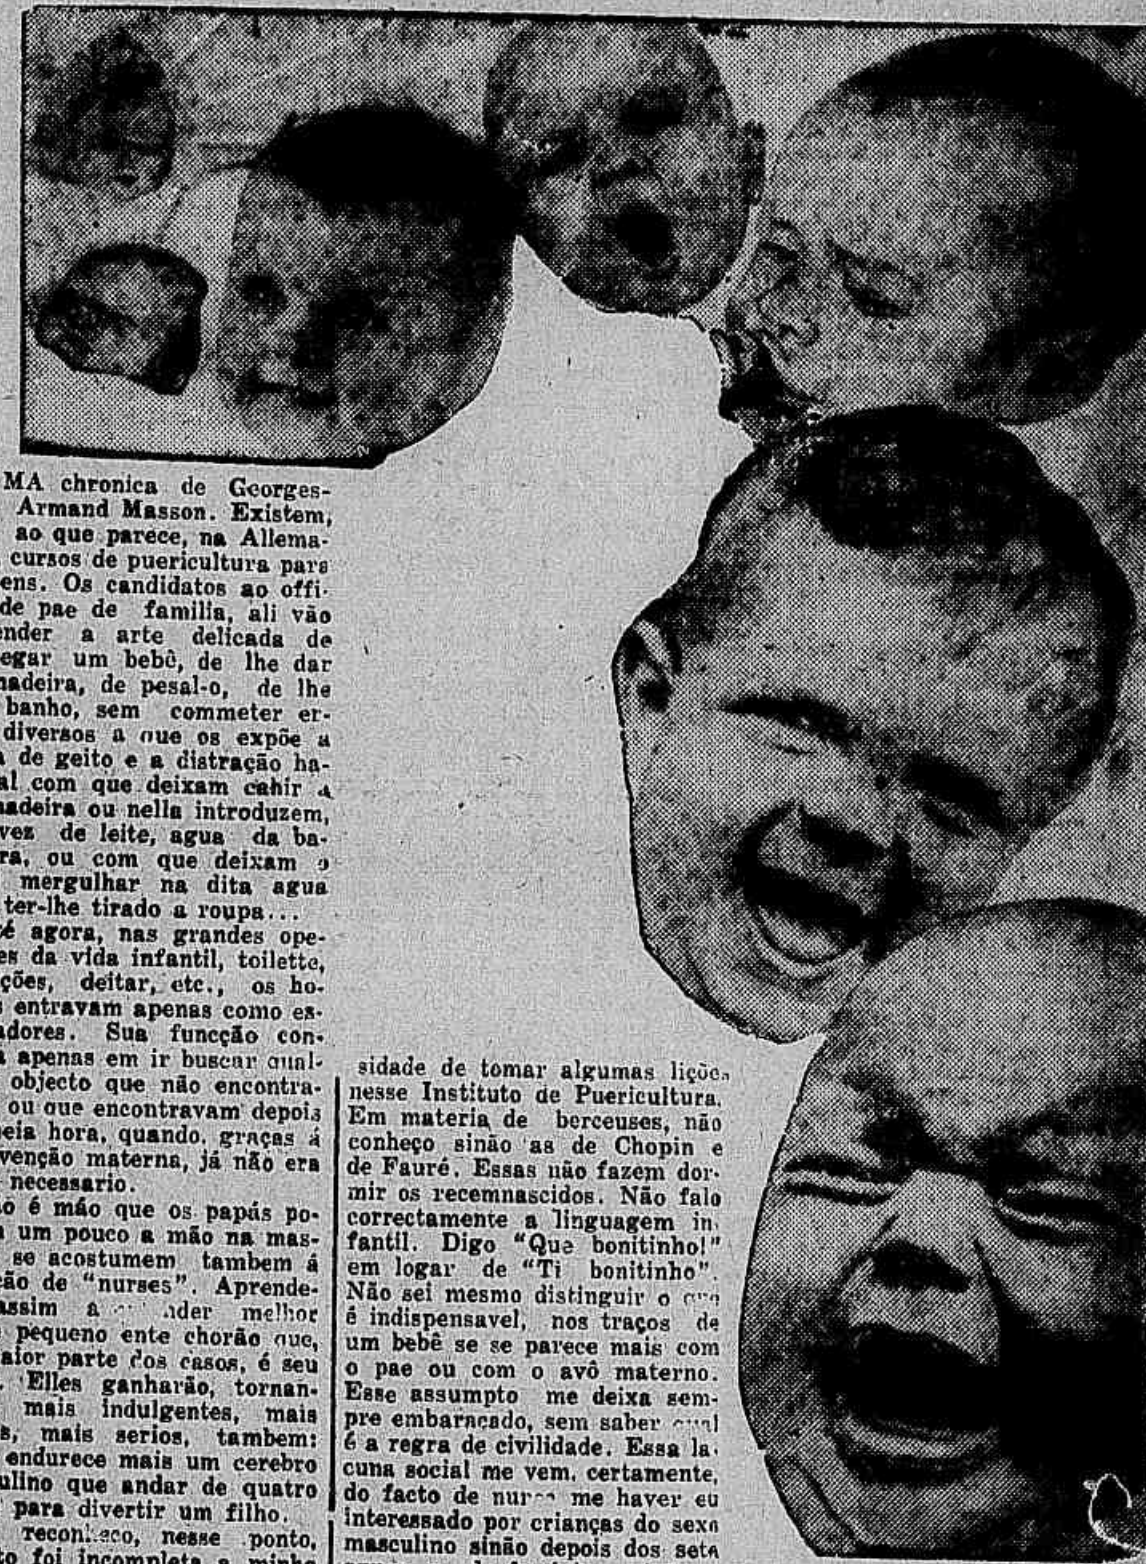 MA chronica de Georges-
Armand Masson. Existem,
ao que parece, na Allema-
cursos de puericultura para
ens. Os candidatos ao offi-
de pae de familia, ali vão
ender a arte delicada de
egar um bebê, de lhe dar
nadeira, de pesal-o, de lhe
banho, sem commeter er-
diversos a que os expõe a
a de geito e a distração ha-
al com que deixam cahir a
nadeira ou nella introduzem,
vez de leite, agua da ba-
ra, ou com que deixam o
mergulhar na dita agua
ter-lhe tirado a roupa...
é agora, nas grandes ope-
es da vida infantil, toilette,
ções, deitar, etc., os ho-
s entravam apenas como es-
adores. Sua funcção con-
a apenas em ir buscar qual-
objecto que não encontra-
ou que encontravam depois
eia hora, quando, graças á
venção materna, já não era
necessario.
o é máo que os papás po-
um pouco a mão na mas-
se acostumem tambem á
ão de "nurses". Aprende-
assim a melhor
pequeno ente chorão que,
aior parte dos casos, é seu
. Elles ganharão, tornan-
mais indulgentes, mais
s, mais serios, tambem:
endurece mais um cerebro
ulino que andar de quatro
para divertir um filho.
reconheco, nesse ponto,
to foi incompleta a minha
sidade de tomar algumas lições
nesse Instituto de Puericultura.
Em materia de berceuses, não
conheço sinão as de Chopin e
de Fauré. Essas não fazem dor-
mir os recemnascidos. Não falo
correctamente a linguagem in-
fantil. Digo "Que bonitinho!"
em logar de "Ti bonitinho".
Não sei mesmo distinguir o que
é indispensavel, nos traços de
um bebê se se parece mais com
o pae ou com o avô materno.
Esse assumpto me deixa sem-
pre embaraçado, sem saber qual
é a regra de civilidade. Essa la-
cuna social me vem, certamente,
do facto de nunca me haver eu
interessado por crianças do sexo
masculino sinão depois dos sete